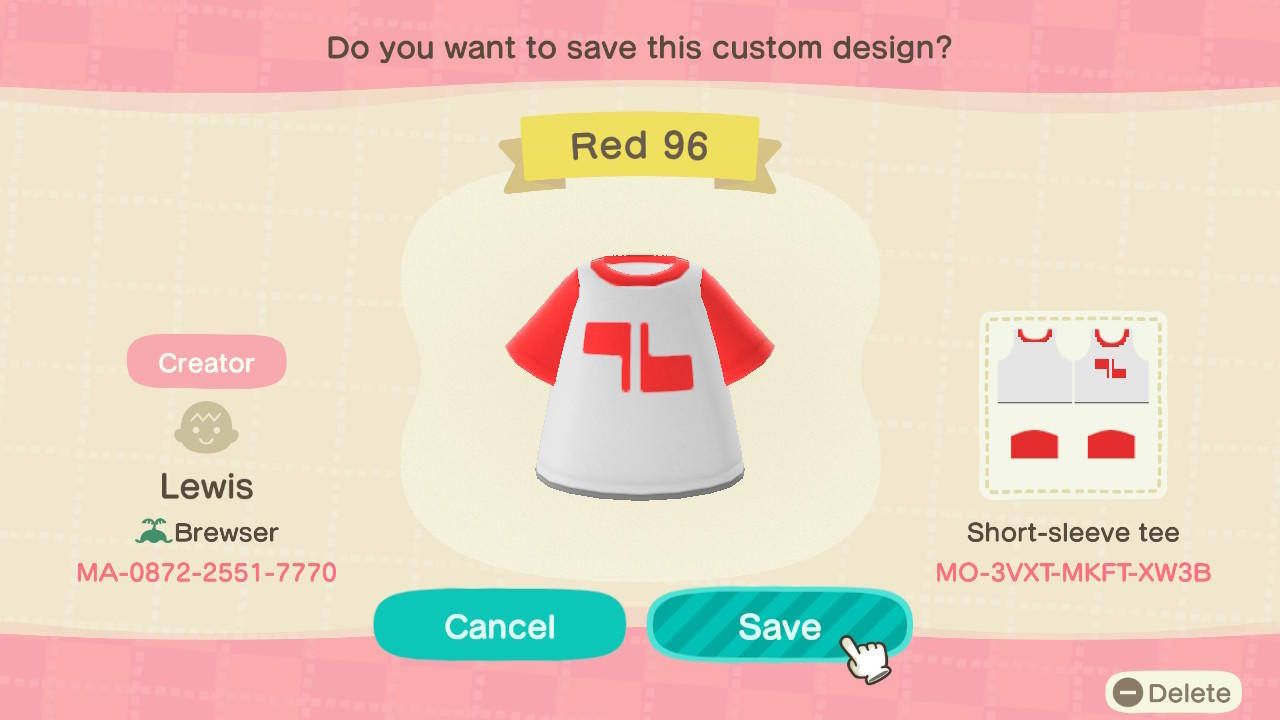 Do you want to save this custom design?
Red 96
Creator
Lewis
Brewser
MA-0872-2551-7770
Short-sleeve tee
MO-3VXT-MKFT-XW3B
Cancel
Save
Delete